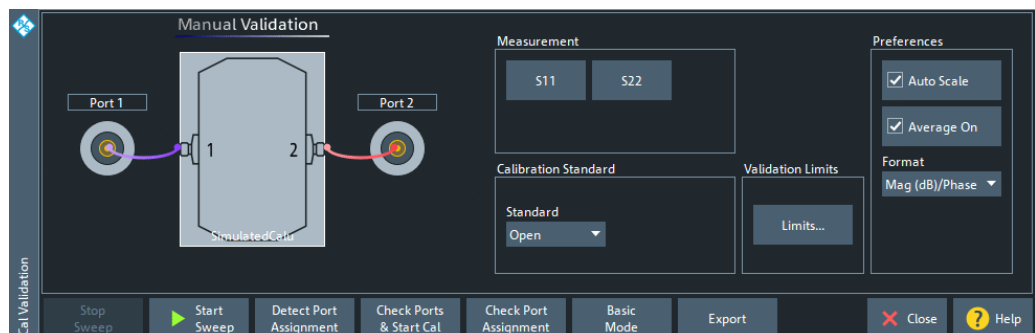 Manual Validation
Port 1
Port 2
1
2
SimulatedCalu
Measurement
S11
S22
Calibration Standard
Standard
Open
Validation Limits
Limits...
Preferences
Auto Scale
Average On
Format
Mag (dB)/Phase
Cal Validation
Stop
Sweep
Start
Sweep
Detect Port
Assignment
Check Ports
& Start Cal
Check Port
Assignment
Basic
Mode
Export
Close
? Help